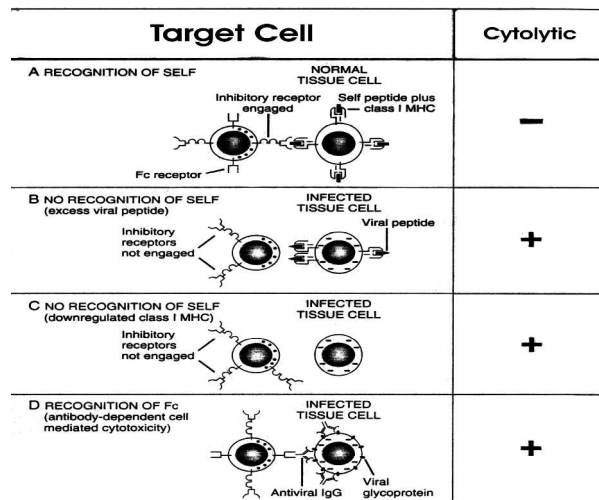 Target Cell
Cytolytic
A RECOGNITION OF SELF
NORMAL
TISSUE CELL
Inhibitory receptor
engaged
Self peptide plus
class I MHC
Fc receptor
–
B NO RECOGNITION OF SELF
(excess viral peptide)
INFECTED
TISSUE CELL
Viral peptide
Inhibitory
receptors
not engaged
+
C NO RECOGNITION OF SELF
(downregulated class I MHC)
INFECTED
TISSUE CELL
Inhibitory
receptors
not engaged
+
D RECOGNITION OF Fc
(antibody-dependent cell
mediated cytotoxicity)
INFECTED
TISSUE CELL
Antiviral IgG
Viral
glycoprotein
+